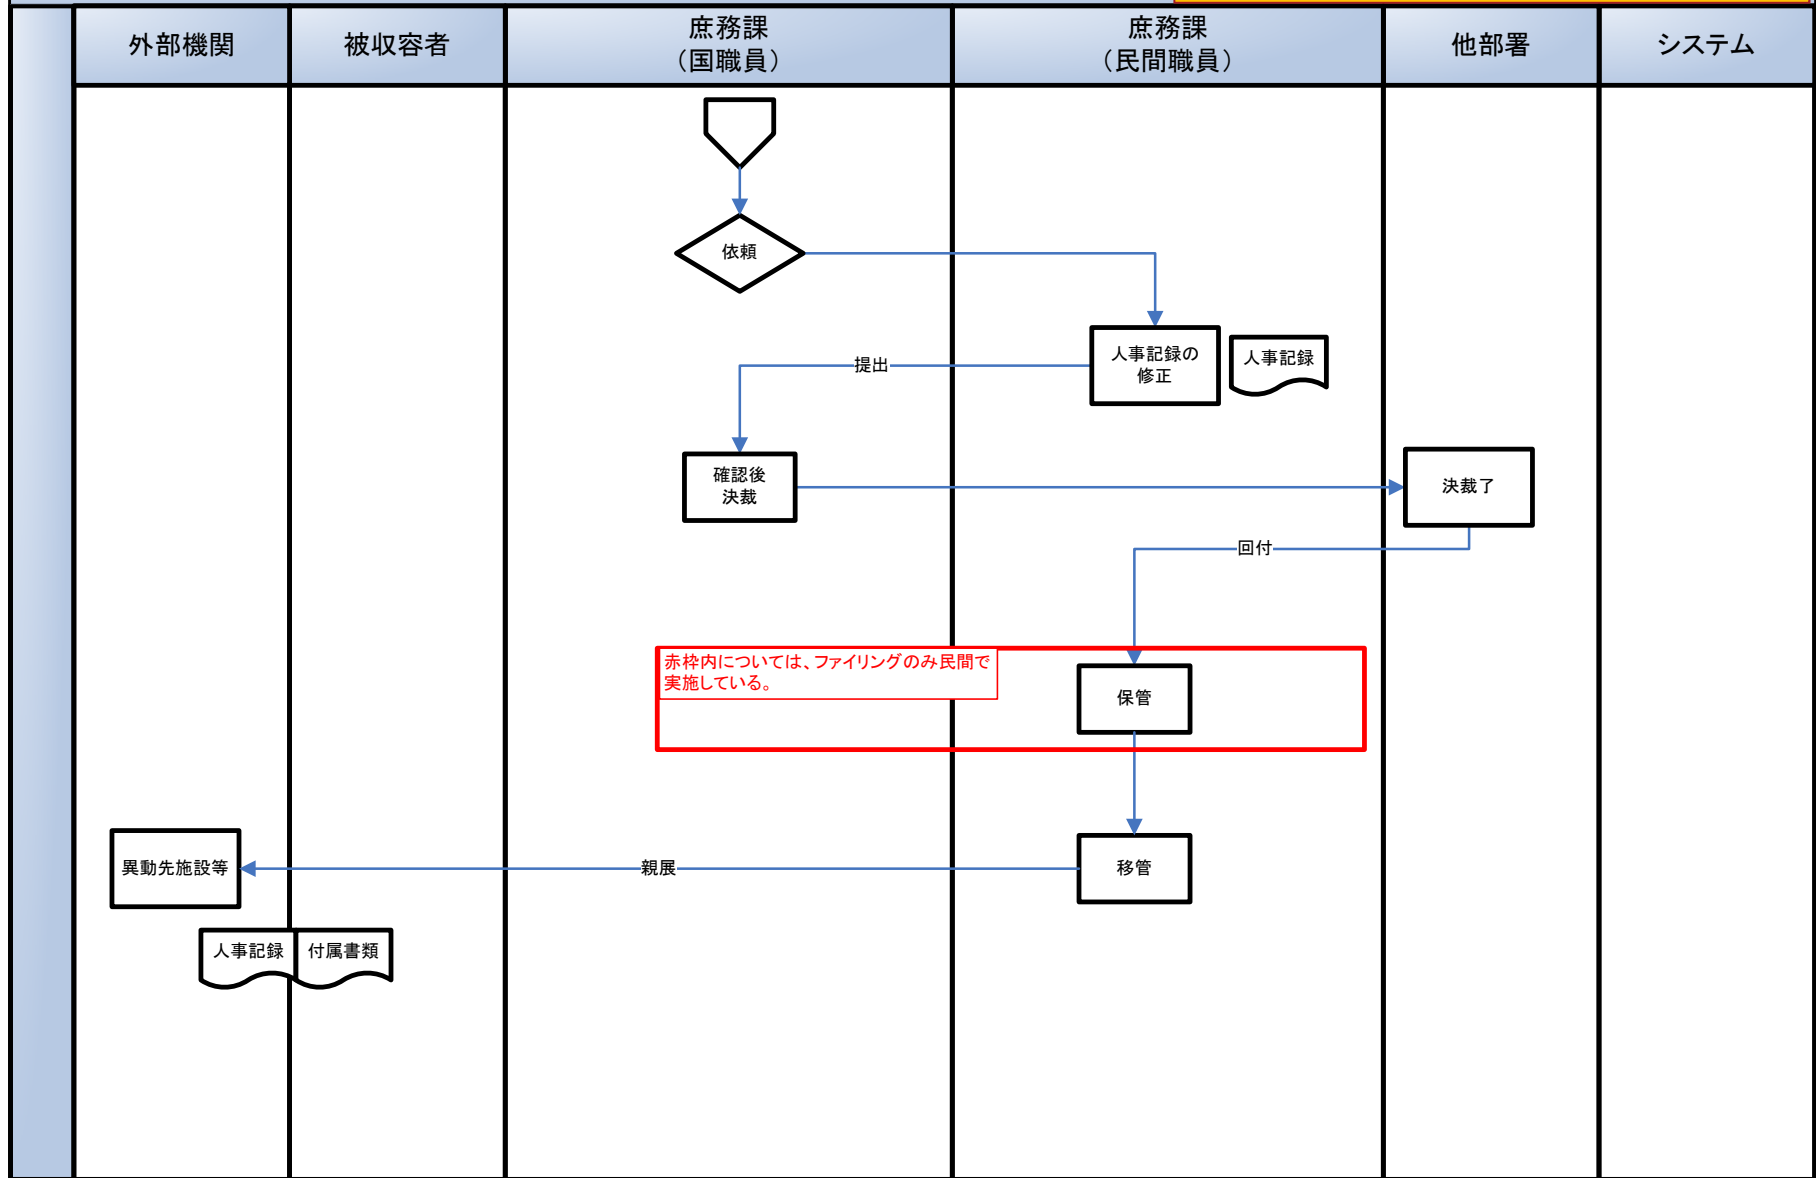 外部機関
被収容者
庶務課
（国職員）
庶務課
（民間職員）
他部署
システム
依頼
人事記録の
修正
人事記録
提出
確認後
決裁
決裁了
回付
赤枠内については、ファイリングのみ民間で
実施している。
保管
異動先施設等
親展
移管
人事記録
付属書類